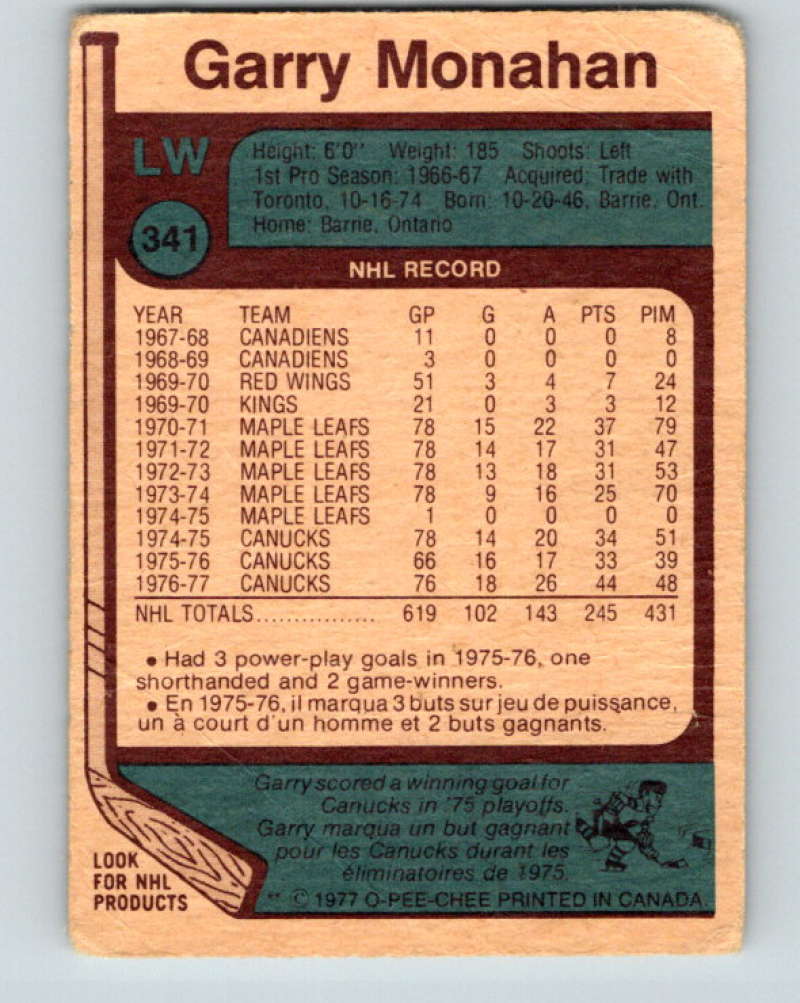 Garry Monahan
LW
341
Height: 6'0'' Weight: 185 Shoots: Left
1st Pro Season: 1966-67 Acquired: Trade with
Toronto, 10-16-74 Born: 10-20-46, Barrie, Ont.
Home: Barrie, Ontario
NHL RECORD
YEAR TEAM GP G A PTS PIM
1967-68 CANADIENS 11 0 0 0 8
1968-69 CANADIENS 3 0 0 0 0
1969-70 RED WINGS 51 3 4 7 24
1969-70 KINGS 21 0 3 3 12
1970-71 MAPLE LEAFS 78 15 22 37 79
1971-72 MAPLE LEAFS 78 14 17 31 47
1972-73 MAPLE LEAFS 78 13 18 31 53
1973-74 MAPLE LEAFS 78 9 16 25 70
1974-75 MAPLE LEAFS 1 0 0 0 0
1974-75 CANUCKS 78 14 20 34 51
1975-76 CANUCKS 66 16 17 33 39
1976-77 CANUCKS 76 18 26 44 48
NHL TOTALS................ 619 102 143 245 431
• Had 3 power-play goals in 1975-76, one
shorthanded and 2 game-winners.
• En 1975-76, il marqua 3 buts sur jeu de puissance,
un à court d'un homme et 2 buts gagnants.
Garry scored a winning goal for
Canucks in '75 playoffs.
Garry marqua un but gagnant
pour les Canucks durant les
éliminatoires de 1975.
LOOK
FOR NHL
PRODUCTS
** © 1977 O-PEE-CHEE PRINTED IN CANADA.